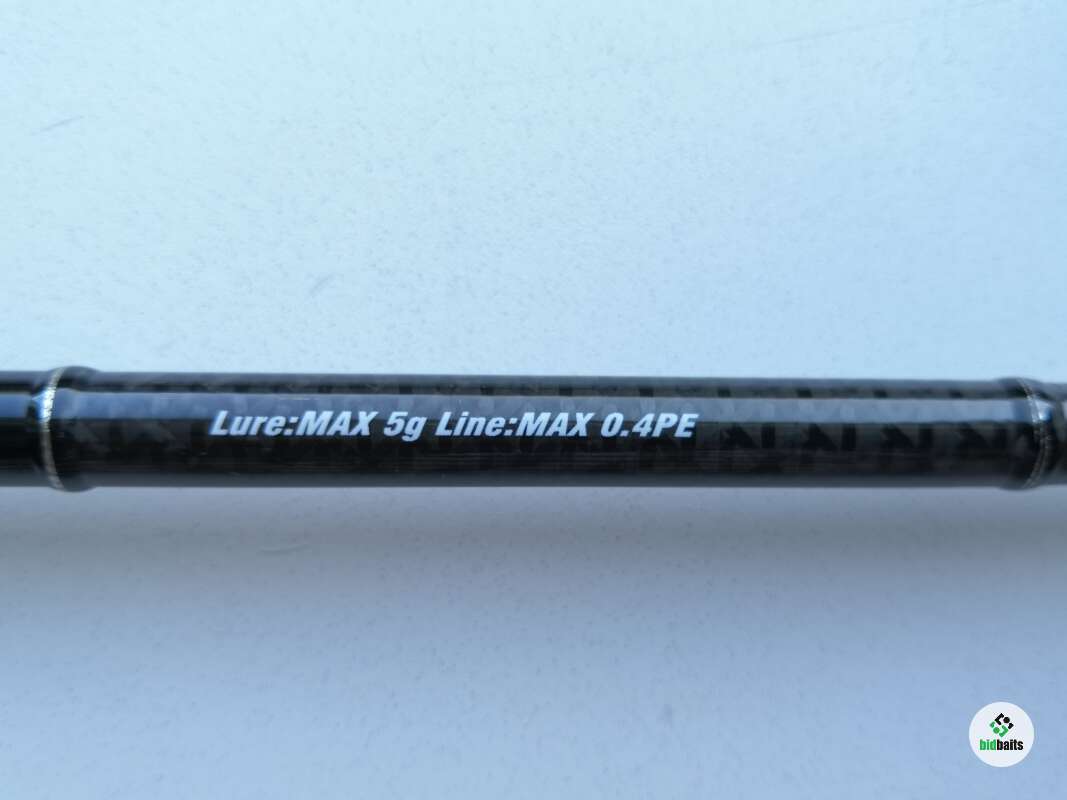 Lure:MAX 5g Line:MAX 0.4PE
bidbaits